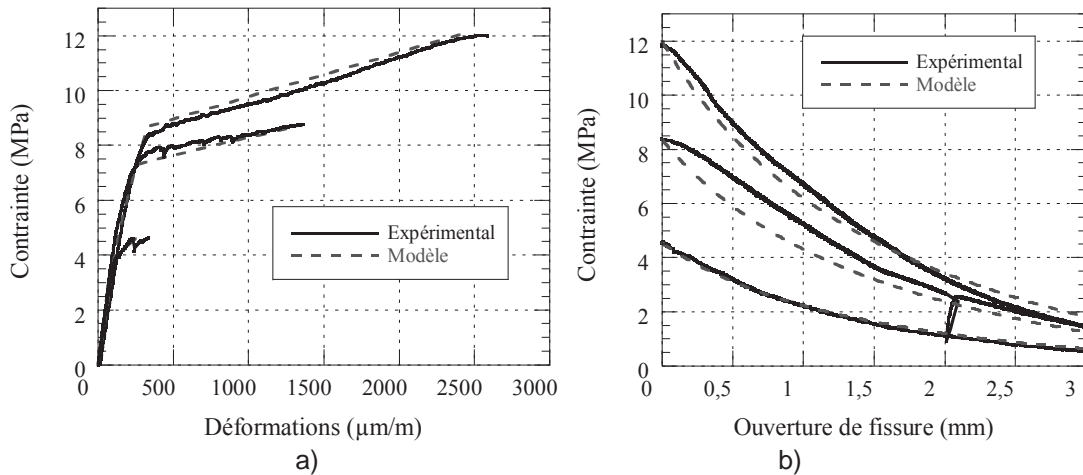 12
10
8
6
4
2
0
Contrainte (MPa)
Expérimental
Modèle
0 500 1000 1500 2000 2500 3000
Déformations (µm/m)
a)
14
12
10
8
6
4
2
0
Contrainte (MPa)
Expérimental
Modèle
0 0,5 1 1,5 2 2,5 3
Ouverture de fissure (mm)
b)